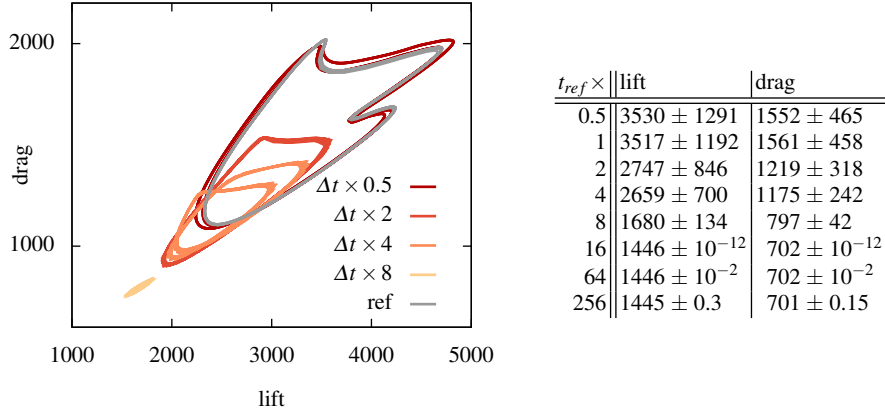 2000
1000
drag
Δt × 0.5
Δt × 2
Δt × 4
Δt × 8
ref
1000 2000 3000 4000 5000
lift
t_ref × lift drag
0.5 3530 ± 1291 1552 ± 465
1 3517 ± 1192 1561 ± 458
2 2747 ± 846 1219 ± 318
4 2659 ± 700 1175 ± 242
8 1680 ± 134 797 ± 42
16 1446 ± 10⁻¹² 702 ± 10⁻¹²
64 1446 ± 10⁻² 702 ± 10⁻²
256 1445 ± 0.3 701 ± 0.15